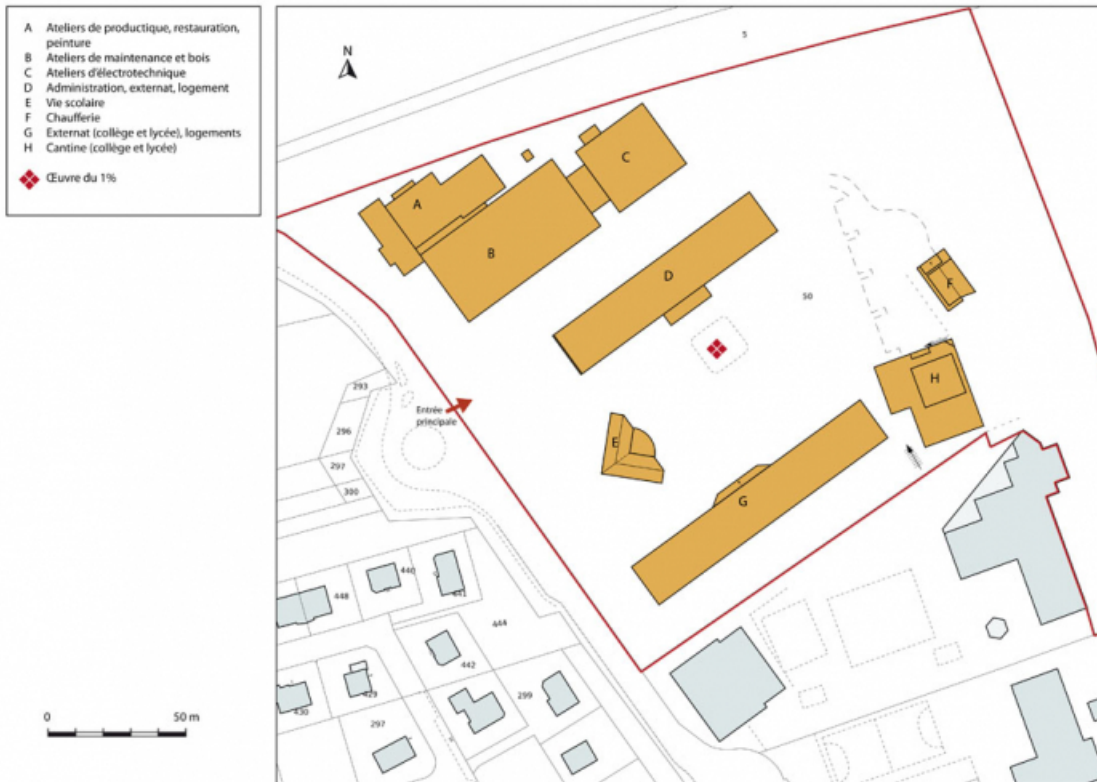 A Ateliers de productique, restauration,
peinture
B Ateliers de maintenance et bois
C Ateliers d'électrotechnique
D Administration, externat, logement
E Vie scolaire
F Chaufferie
G Externat (collège et lycée), logements
H Cantine (collège et lycée)
Œuvre du 1%
N
5
C
A
B
D
F
50
H
293
Entrée
principale
296
E
297
300
G
440
441
448
444
442
429
299
430
297
0 50 m